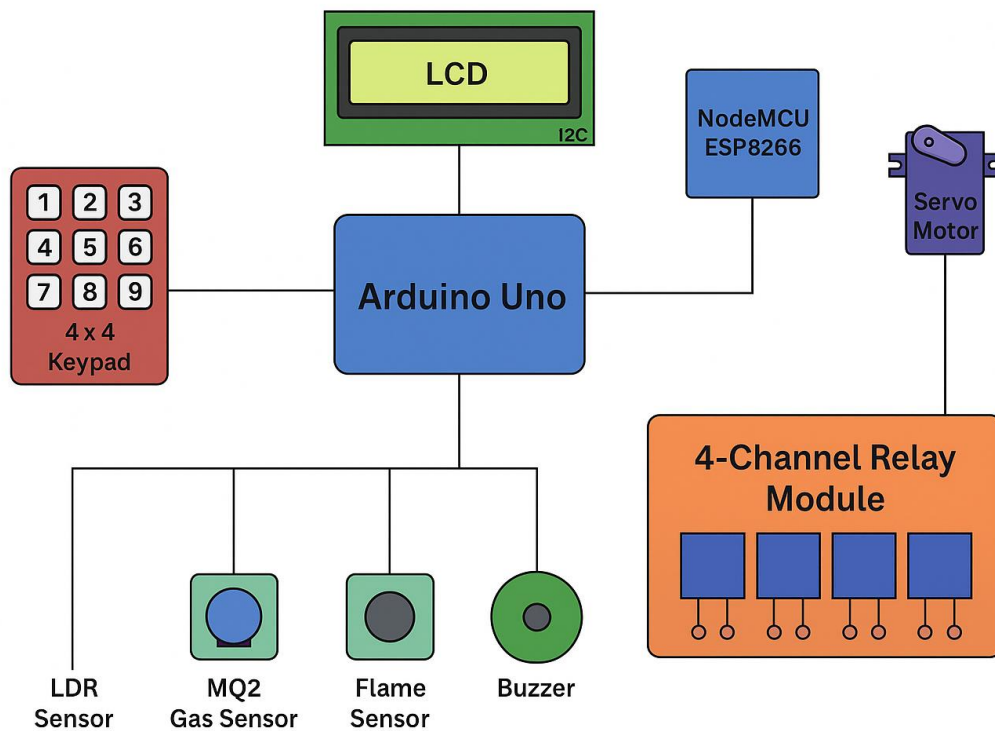 LCD
I2C
NodeMCU
ESP8266
Servo
Motor
1 2 3
4 5 6
7 8 9
4 x 4
Keypad
Arduino Uno
4-Channel Relay
Module
LDR
Sensor
MQ2
Gas Sensor
Flame
Sensor
Buzzer